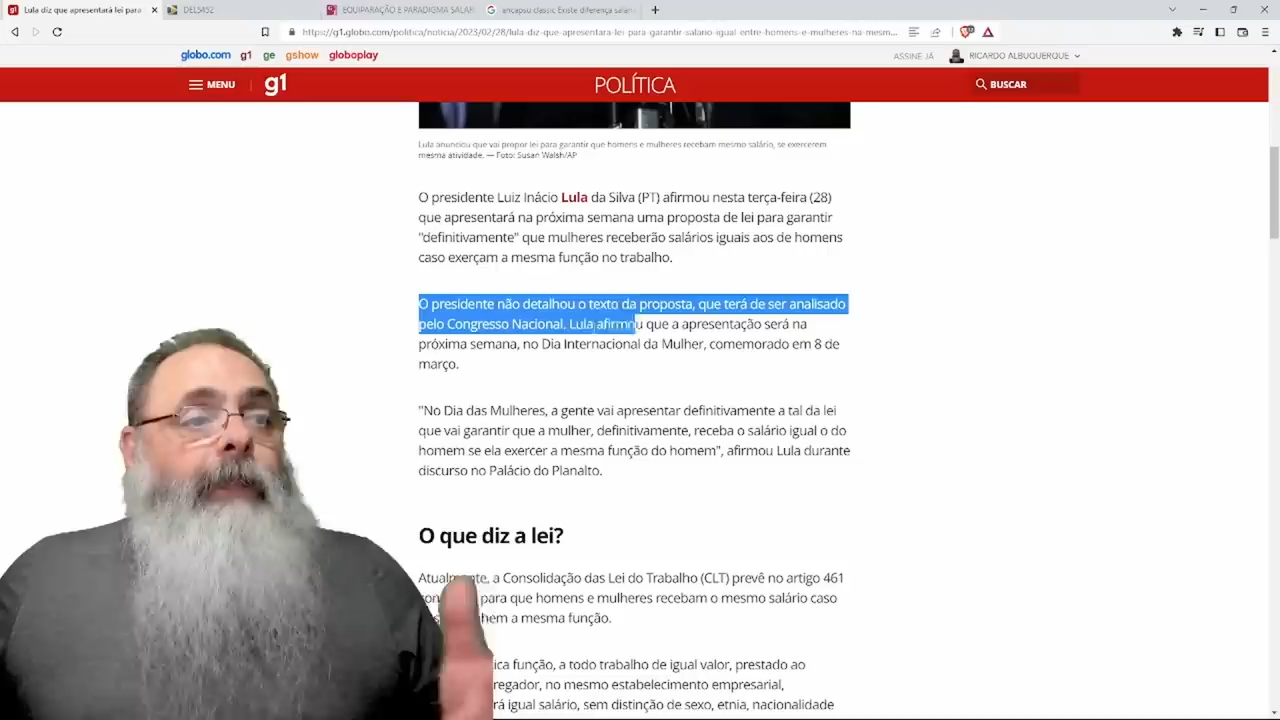 Lula diz que apresentará lei para
DEL5452
EQUIPARAÇÃO E PARADIGMA SALAR
ancapsu classic Existe diferença salari
https://g1.globo.com/politica/noticia/2023/02/28/lula-diz-que-apresentara-lei-para-garantir-salario-igual-entre-homens-e-mulheres-na-mesm...
globo.com g1 ge gshow globoplay
ASSINE JÁ RICARDO ALBUQUERQUE
MENU g1 POLÍTICA BUSCAR
Lula anunciou que vai propor lei para garantir que homens e mulheres recebam mesmo salário, se exercerem
mesma atividade. — Foto: Susan Walsh/AP
O presidente Luiz Inácio Lula da Silva (PT) afirmou nesta terça-feira (28)
que apresentará na próxima semana uma proposta de lei para garantir
"definitivamente" que mulheres receberão salários iguais aos de homens
caso exerçam a mesma função no trabalho.
O presidente não detalhou o texto da proposta, que terá de ser analisado
pelo Congresso Nacional. Lula afirmou que a apresentação será na
próxima semana, no Dia Internacional da Mulher, comemorado em 8 de
março.
"No Dia das Mulheres, a gente vai apresentar definitivamente a tal da lei
que vai garantir que a mulher, definitivamente, receba o salário igual o do
homem se ela exercer a mesma função do homem", afirmou Lula durante
discurso no Palácio do Planalto.
O que diz a lei?
Atualmente, a Consolidação das Lei do Trabalho (CLT) prevê no artigo 461
para que homens e mulheres recebam o mesmo salário caso
hem a mesma função.
ica função, a todo trabalho de igual valor, prestado ao
regador, no mesmo estabelecimento empresarial,
rá igual salário, sem distinção de sexo, etnia, nacionalidade